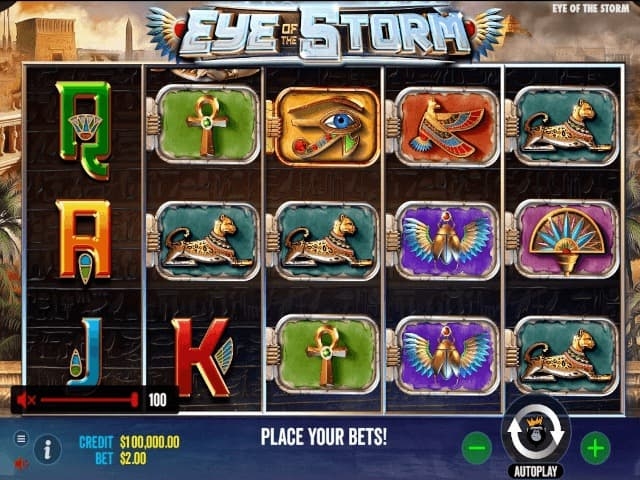 EYE OF THE STORM
EYE OF THE STORM
Q
A
J
K
100
CREDIT $100,000.00
BET $2.00
PLACE YOUR BETS!
AUTOPLAY